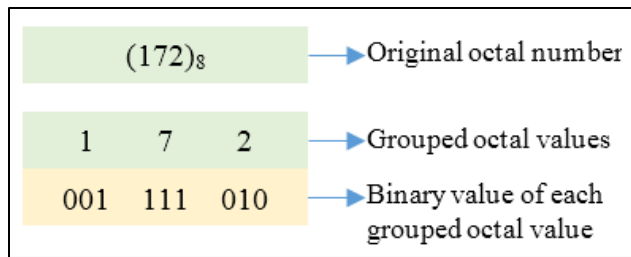 (172)₈ Original octal number
1 7 2 Grouped octal values
001 111 010 Binary value of each
grouped octal value